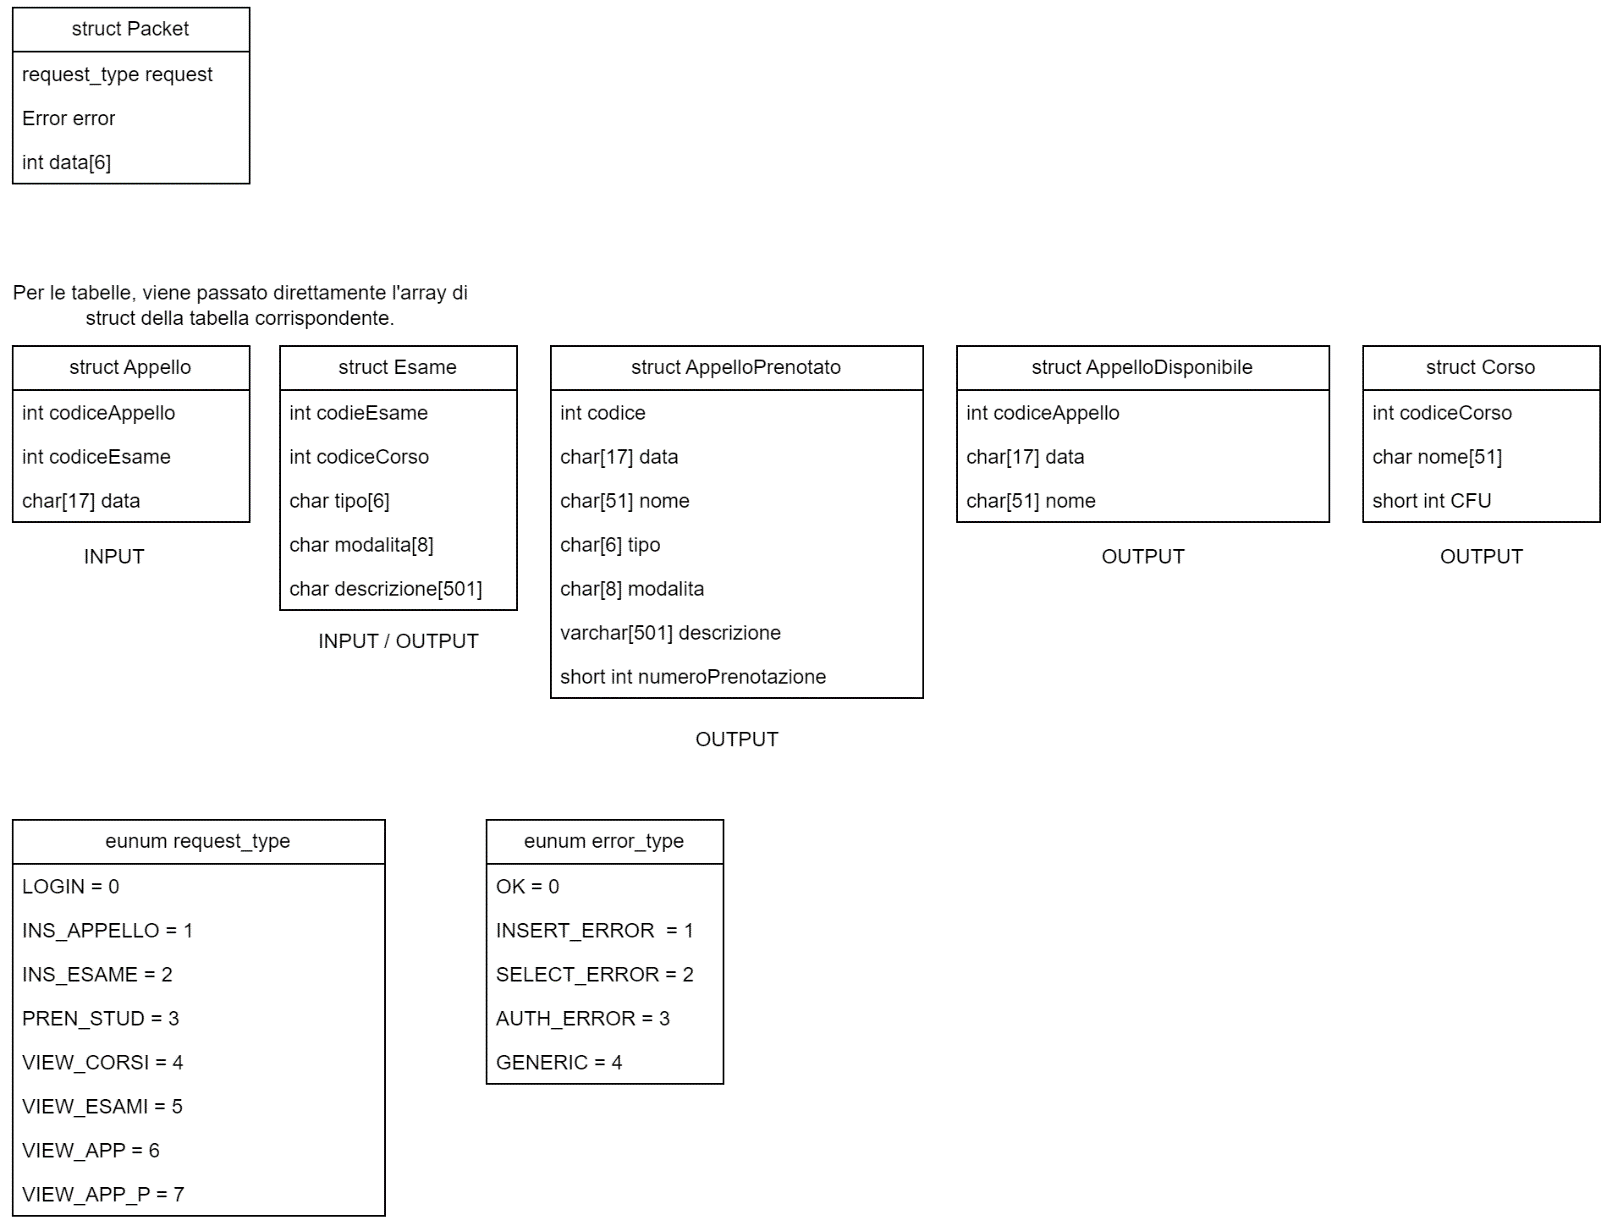 struct Packet
request_type request
Error error
int data[6]
Per le tabelle, viene passato direttamente l'array di
struct della tabella corrispondente.
struct Appello
int codiceAppello
int codiceEsame
char[17] data
INPUT
struct Esame
int codieEsame
int codiceCorso
char tipo[6]
char modalita[8]
char descrizione[501]
INPUT / OUTPUT
struct AppelloPrenotato
int codice
char[17] data
char[51] nome
char[6] tipo
char[8] modalita
varchar[501] descrizione
short int numeroPrenotazione
OUTPUT
struct AppelloDisponibile
int codiceAppello
char[17] data
char[51] nome
OUTPUT
struct Corso
int codiceCorso
char nome[51]
short int CFU
OUTPUT
eunum request_type
LOGIN = 0
INS_APPELLO = 1
INS_ESAME = 2
PREN_STUD = 3
VIEW_CORSI = 4
VIEW_ESAMI = 5
VIEW_APP = 6
VIEW_APP_P = 7
eunum error_type
OK = 0
INSERT_ERROR  = 1
SELECT_ERROR = 2
AUTH_ERROR = 3
GENERIC = 4